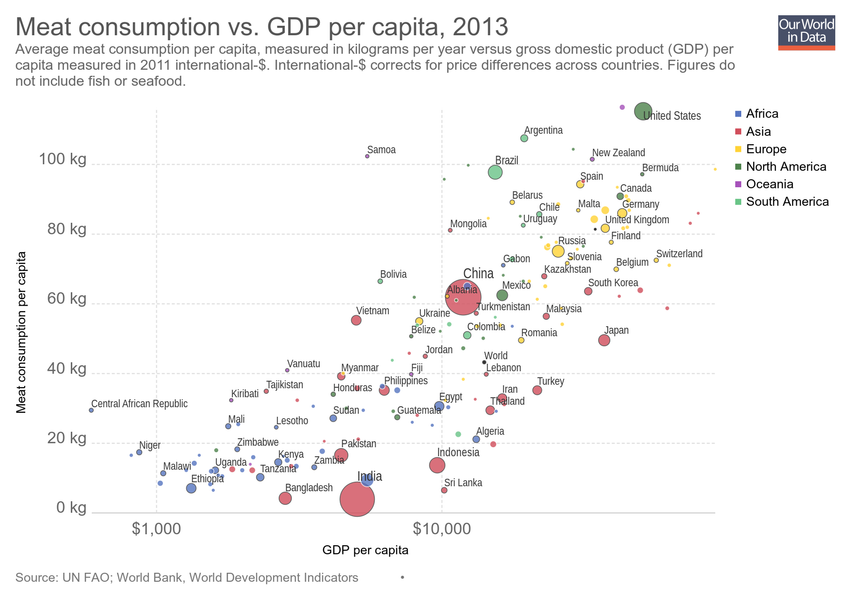 Meat consumption vs. GDP per capita, 2013
Our World
in Data
Average meat consumption per capita, measured in kilograms per year versus gross domestic product (GDP) per
capita measured in 2011 international-$. International-$ corrects for price differences across countries. Figures do
not include fish or seafood.
United States
Africa
Asia
Europe
North America
Oceania
South America
Argentina
Samoa
New Zealand
100 kg
Brazil
Bermuda
Spain
Canada
Belarus
Malta
Germany
Chile
Uruguay
United Kingdom
80 kg
Mongolia
Finland
Russia
Gabon
Slovenia
Switzerland
Belgium
Bolivia
China
Kazakhstan
Albania
Mexico
South Korea
60 kg
Turkmenistan
Malaysia
Vietnam
Ukraine
Belize
Colombia
Romania
Japan
Jordan
World
Vanuatu
Myanmar
Fiji
Lebanon
40 kg
Kiribati
Tajikistan
Honduras
Philippines
Iran
Turkey
Central African Republic
Sudan
Guatemala
Egypt
Thailand
Mali
Lesotho
Algeria
20 kg
Niger
Zimbabwe
Pakistan
Malawi
Uganda
Kenya
Zambia
Indonesia
Ethiopia
Tanzania
India
Bangladesh
Sri Lanka
0 kg
$1,000
$10,000
Meat consumption per capita
GDP per capita
Source: UN FAO; World Bank, World Development Indicators